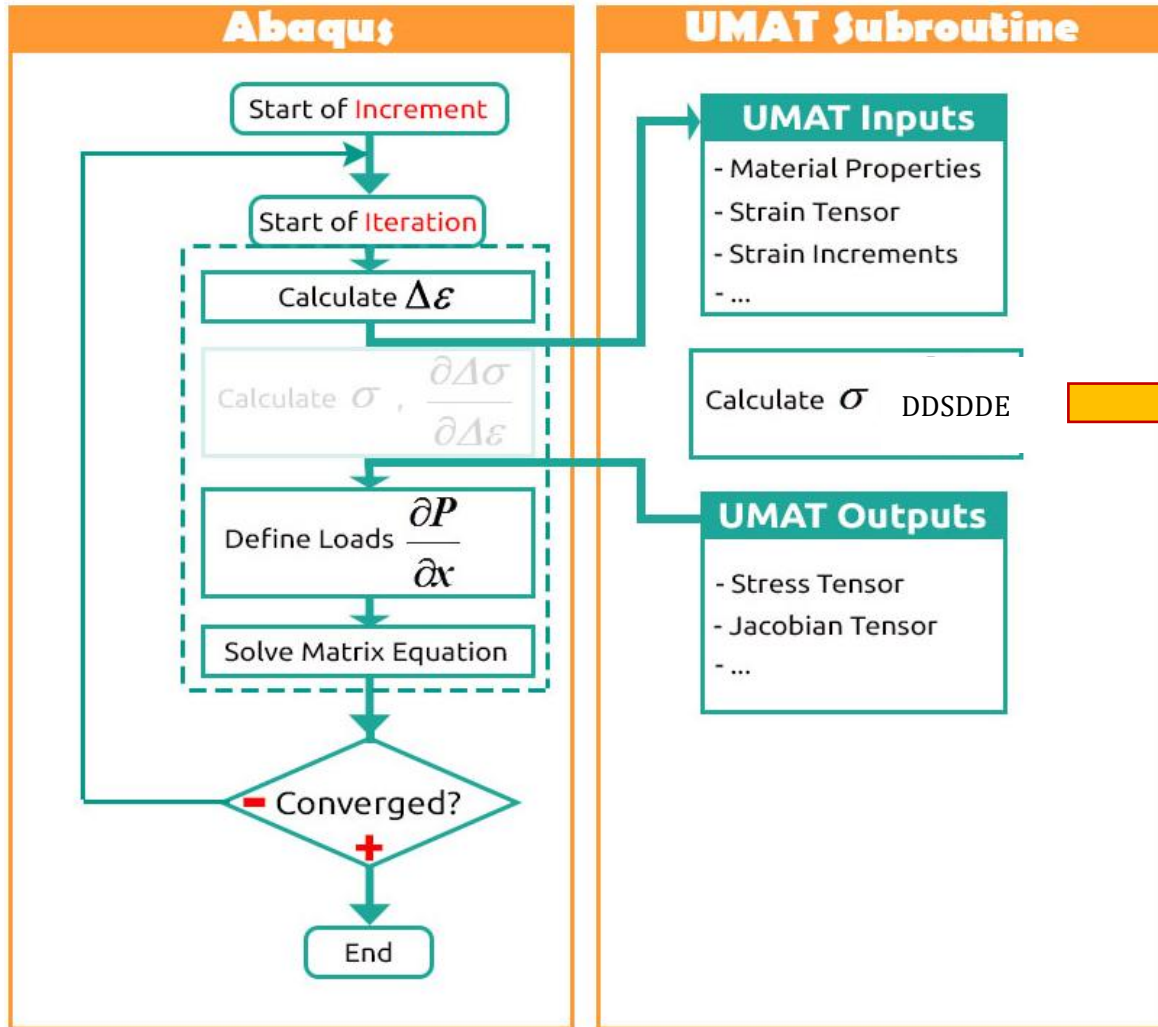 Abaqus
Start of Increment
Start of Iteration
Calculate Δε
Calculate σ , ∂Δσ/∂Δε
Define Loads ∂P/∂x
Solve Matrix Equation
- Converged?
+
End
UMAT Subroutine
UMAT Inputs
- Material Properties
- Strain Tensor
- Strain Increments
- ...
Calculate σ DDSDDE
UMAT Outputs
- Stress Tensor
- Jacobian Tensor
- ...